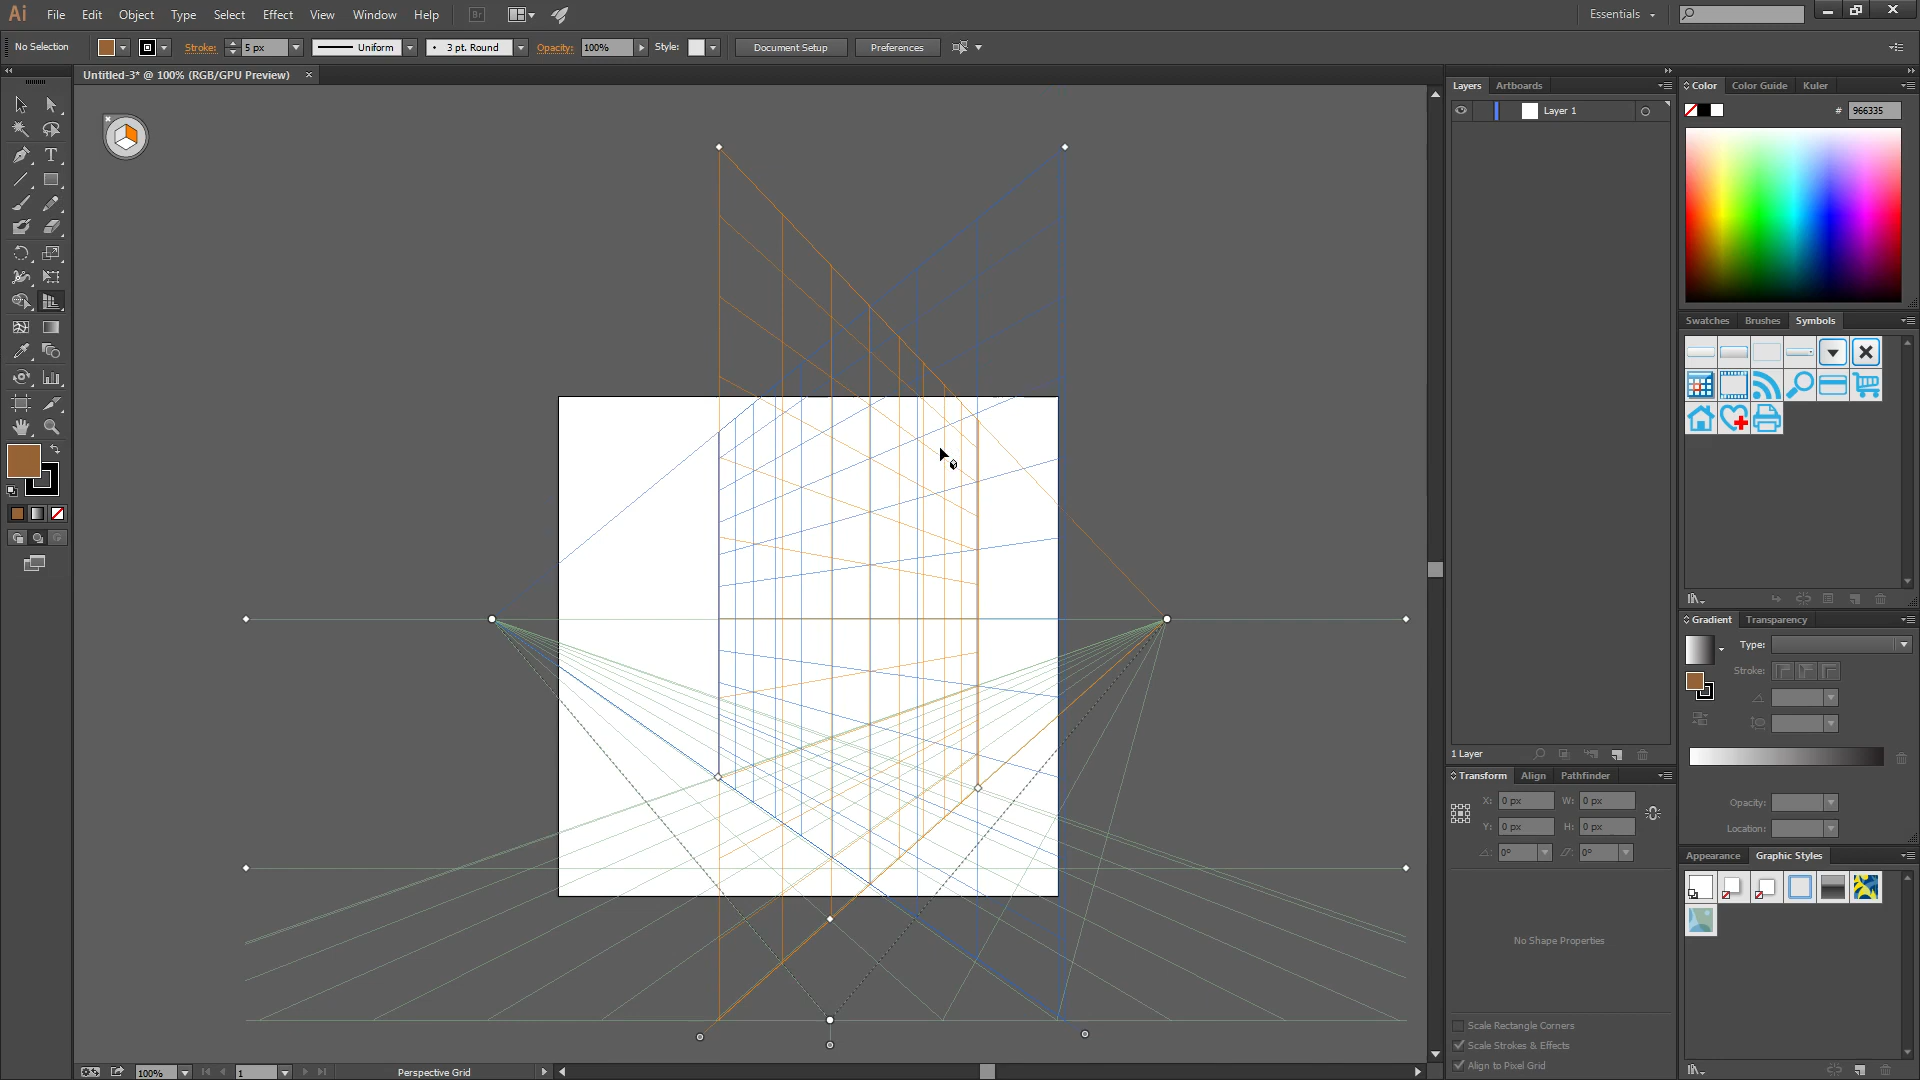 Ai File Edit Object Type Select Effect View Window Help Br Essentials
No Selection Stroke: 5 px Uniform 3 pt. Round Opacity: 100% Style: Document Setup Preferences
Untitled-3* @ 100% (RGB/GPU Preview) ×
Layers Artboards
Layer 1
Color Color Guide Kuler
# 966335
Swatches Brushes Symbols
Gradient Transparency
Type:
Stroke:
Opacity:
Location:
1 Layer
Transform Align Pathfinder
X: 0 px W: 0 px
Y: 0 px H: 0 px
0° 0°
No Shape Properties
Scale Rectangle Corners
Scale Strokes & Effects
Align to Pixel Grid
Appearance Graphic Styles
100% 1 Perspective Grid